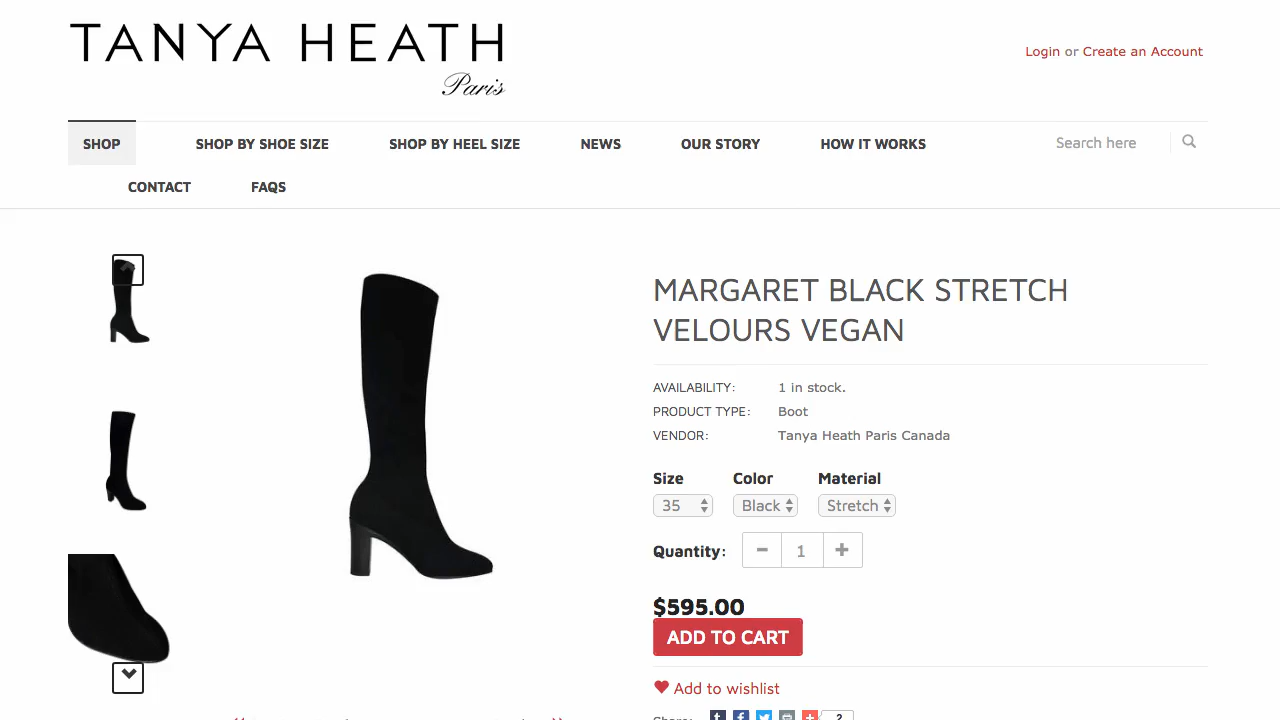 TANYA HEATH
Paris
Login or Create an Account
SHOP
SHOP BY SHOE SIZE
SHOP BY HEEL SIZE
NEWS
OUR STORY
HOW IT WORKS
Search here
CONTACT
FAQS
MARGARET BLACK STRETCH
VELOURS VEGAN
AVAILABILITY: 1 in stock.
PRODUCT TYPE: Boot
VENDOR: Tanya Heath Paris Canada
Size Color Material
35 Black Stretch
Quantity: − 1 +
$595.00
ADD TO CART
Add to wishlist
Share: 2